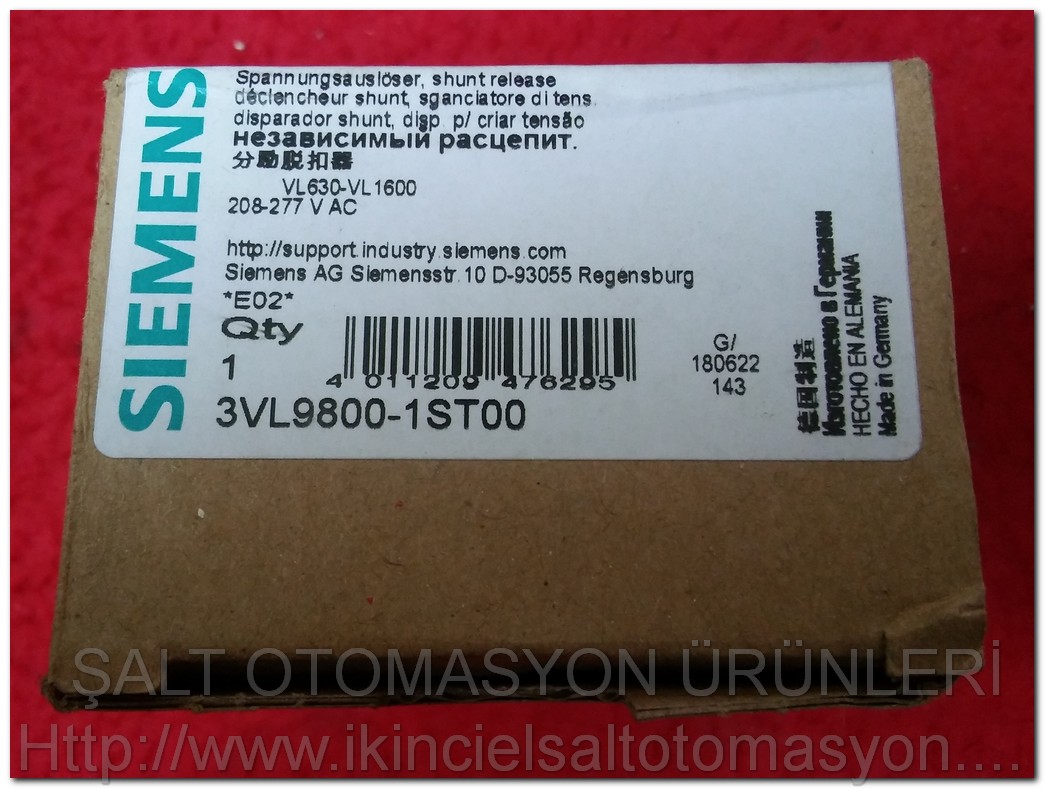 SIEMENS
Spannungsauslöser, shunt release
déclencheur shunt, sganciatore di tens.
disparador shunt, disp. p/ criar tensão
независимый расцепит.
分励脱扣器
VL630-VL1600
208-277 V AC
http://support.industry.siemens.com
Siemens AG Siemensstr.10 D-93055 Regensburg
*E02*
Qty
1
4 011209 476295
3VL9800-1ST00
G/
180622
143
德国制造
Изготовлено в Германии
HECHO EN ALEMANIA
Made in Germany
ŞALT OTOMASYON ÜRÜNLERİ
Http://www.ikincielsaltotomasyon....